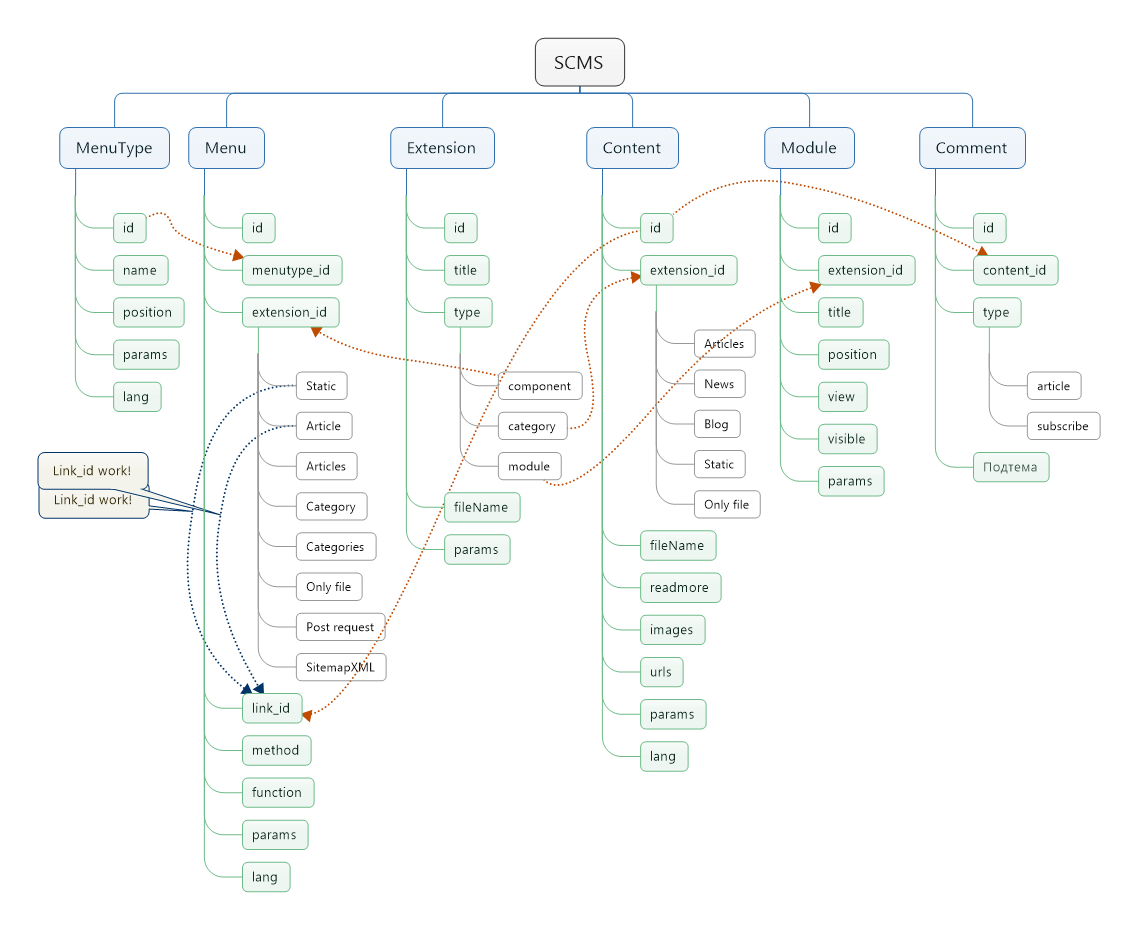 SCMS
MenuType
id
name
position
params
lang
Menu
id
menutype_id
extension_id
Static
Article
Articles
Category
Categories
Only file
Post request
SitemapXML
link_id
method
function
params
lang
Link_id work!
Link_id work!
Extension
id
title
type
component
category
module
fileName
params
Content
id
extension_id
Articles
News
Blog
Static
Only file
fileName
readmore
images
urls
params
lang
Module
id
extension_id
title
position
view
visible
params
Comment
id
content_id
type
article
subscribe
Подтема